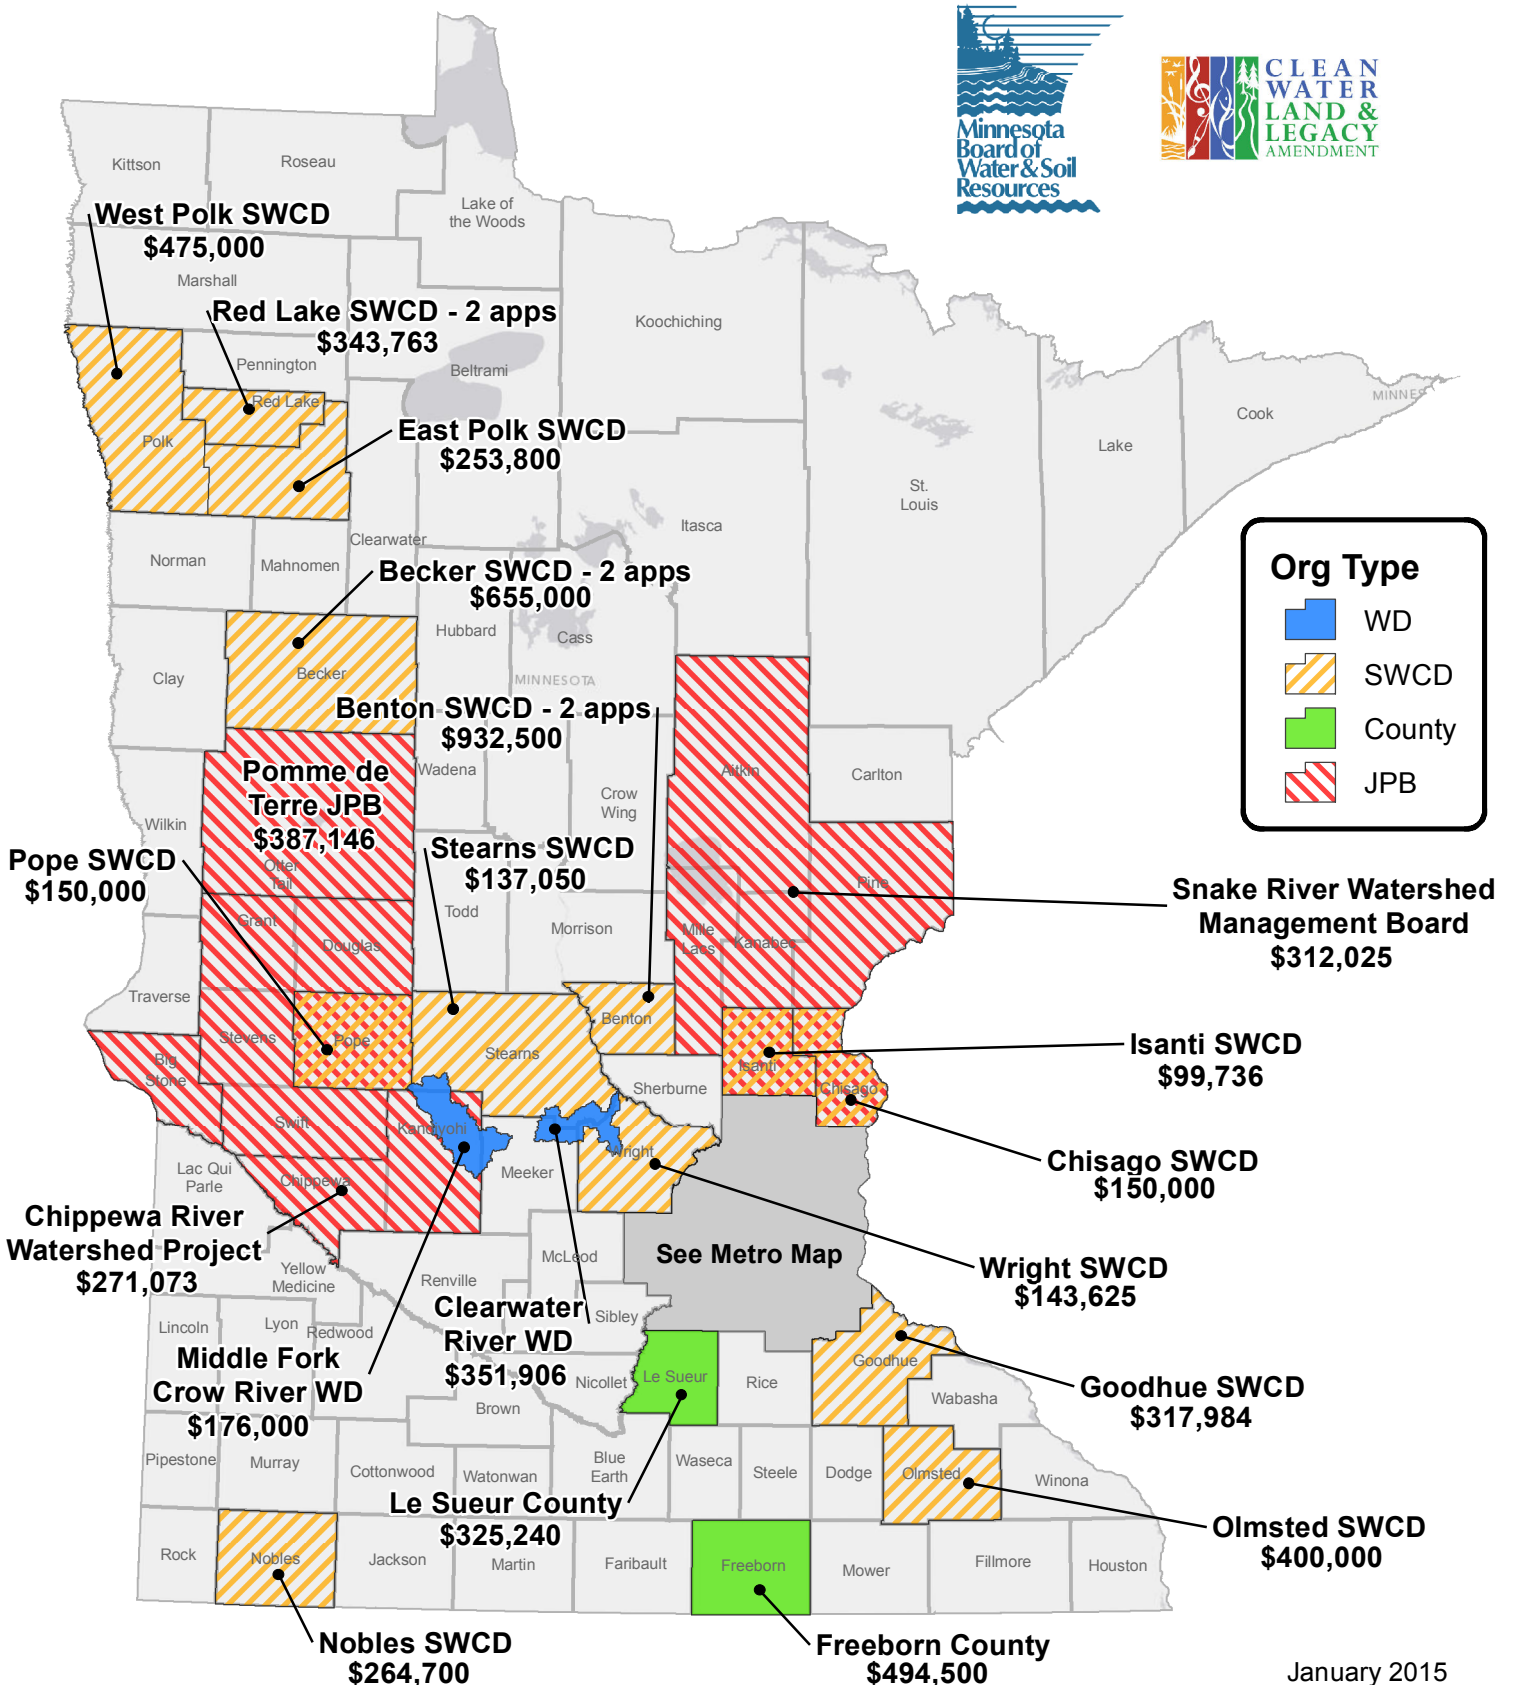 Minnesota
Board of
Water & Soil
Resources
CLEAN
WATER
LAND &
LEGACY
AMENDMENT
Kittson
Roseau
Lake of
the Woods
West Polk SWCD
$475,000
Marshall
Red Lake SWCD - 2 apps
$343,763
Koochiching
Pennington
Beltrami
Red Lake
MINNES
Cook
Lake
Polk
East Polk SWCD
$253,800
St.
Louis
Itasca
Clearwater
Norman
Mahnomen
Becker SWCD - 2 apps
$655,000
Org Type
WD
SWCD
County
JPB
Hubbard
Cass
Clay
Becker
MINNESOTA
Benton SWCD - 2 apps
$932,500
Pomme de
Terre JPB
$387,146
Wadena
Aitkin
Carlton
Crow
Wing
Wilkin
Otter
Tail
Pope SWCD
$150,000
Stearns SWCD
$137,050
Pine
Snake River Watershed
Management Board
$312,025
Grant
Douglas
Todd
Morrison
Mille
Lacs
Kanabec
Traverse
Stevens
Pope
Benton
Big
Stone
Stearns
Isanti
Isanti SWCD
$99,736
Sherburne
Chisago
Swift
Kandiyohi
Wright
Meeker
Lac Qui
Parle
Chippewa
Chisago SWCD
$150,000
Chippewa River
Watershed Project
$271,073
See Metro Map
McLeod
Wright SWCD
$143,625
Yellow
Medicine
Renville
Clearwater
River WD
$351,906
Sibley
Lincoln
Lyon
Redwood
Middle Fork
Crow River WD
$176,000
Nicollet
Le Sueur
Rice
Goodhue
Wabasha
Goodhue SWCD
$317,984
Brown
Pipestone
Murray
Cottonwood
Watonwan
Blue
Earth
Waseca
Steele
Dodge
Olmsted
Winona
Le Sueur County
$325,240
Olmsted SWCD
$400,000
Rock
Nobles
Jackson
Martin
Faribault
Freeborn
Mower
Fillmore
Houston
Nobles SWCD
$264,700
Freeborn County
$494,500
January 2015